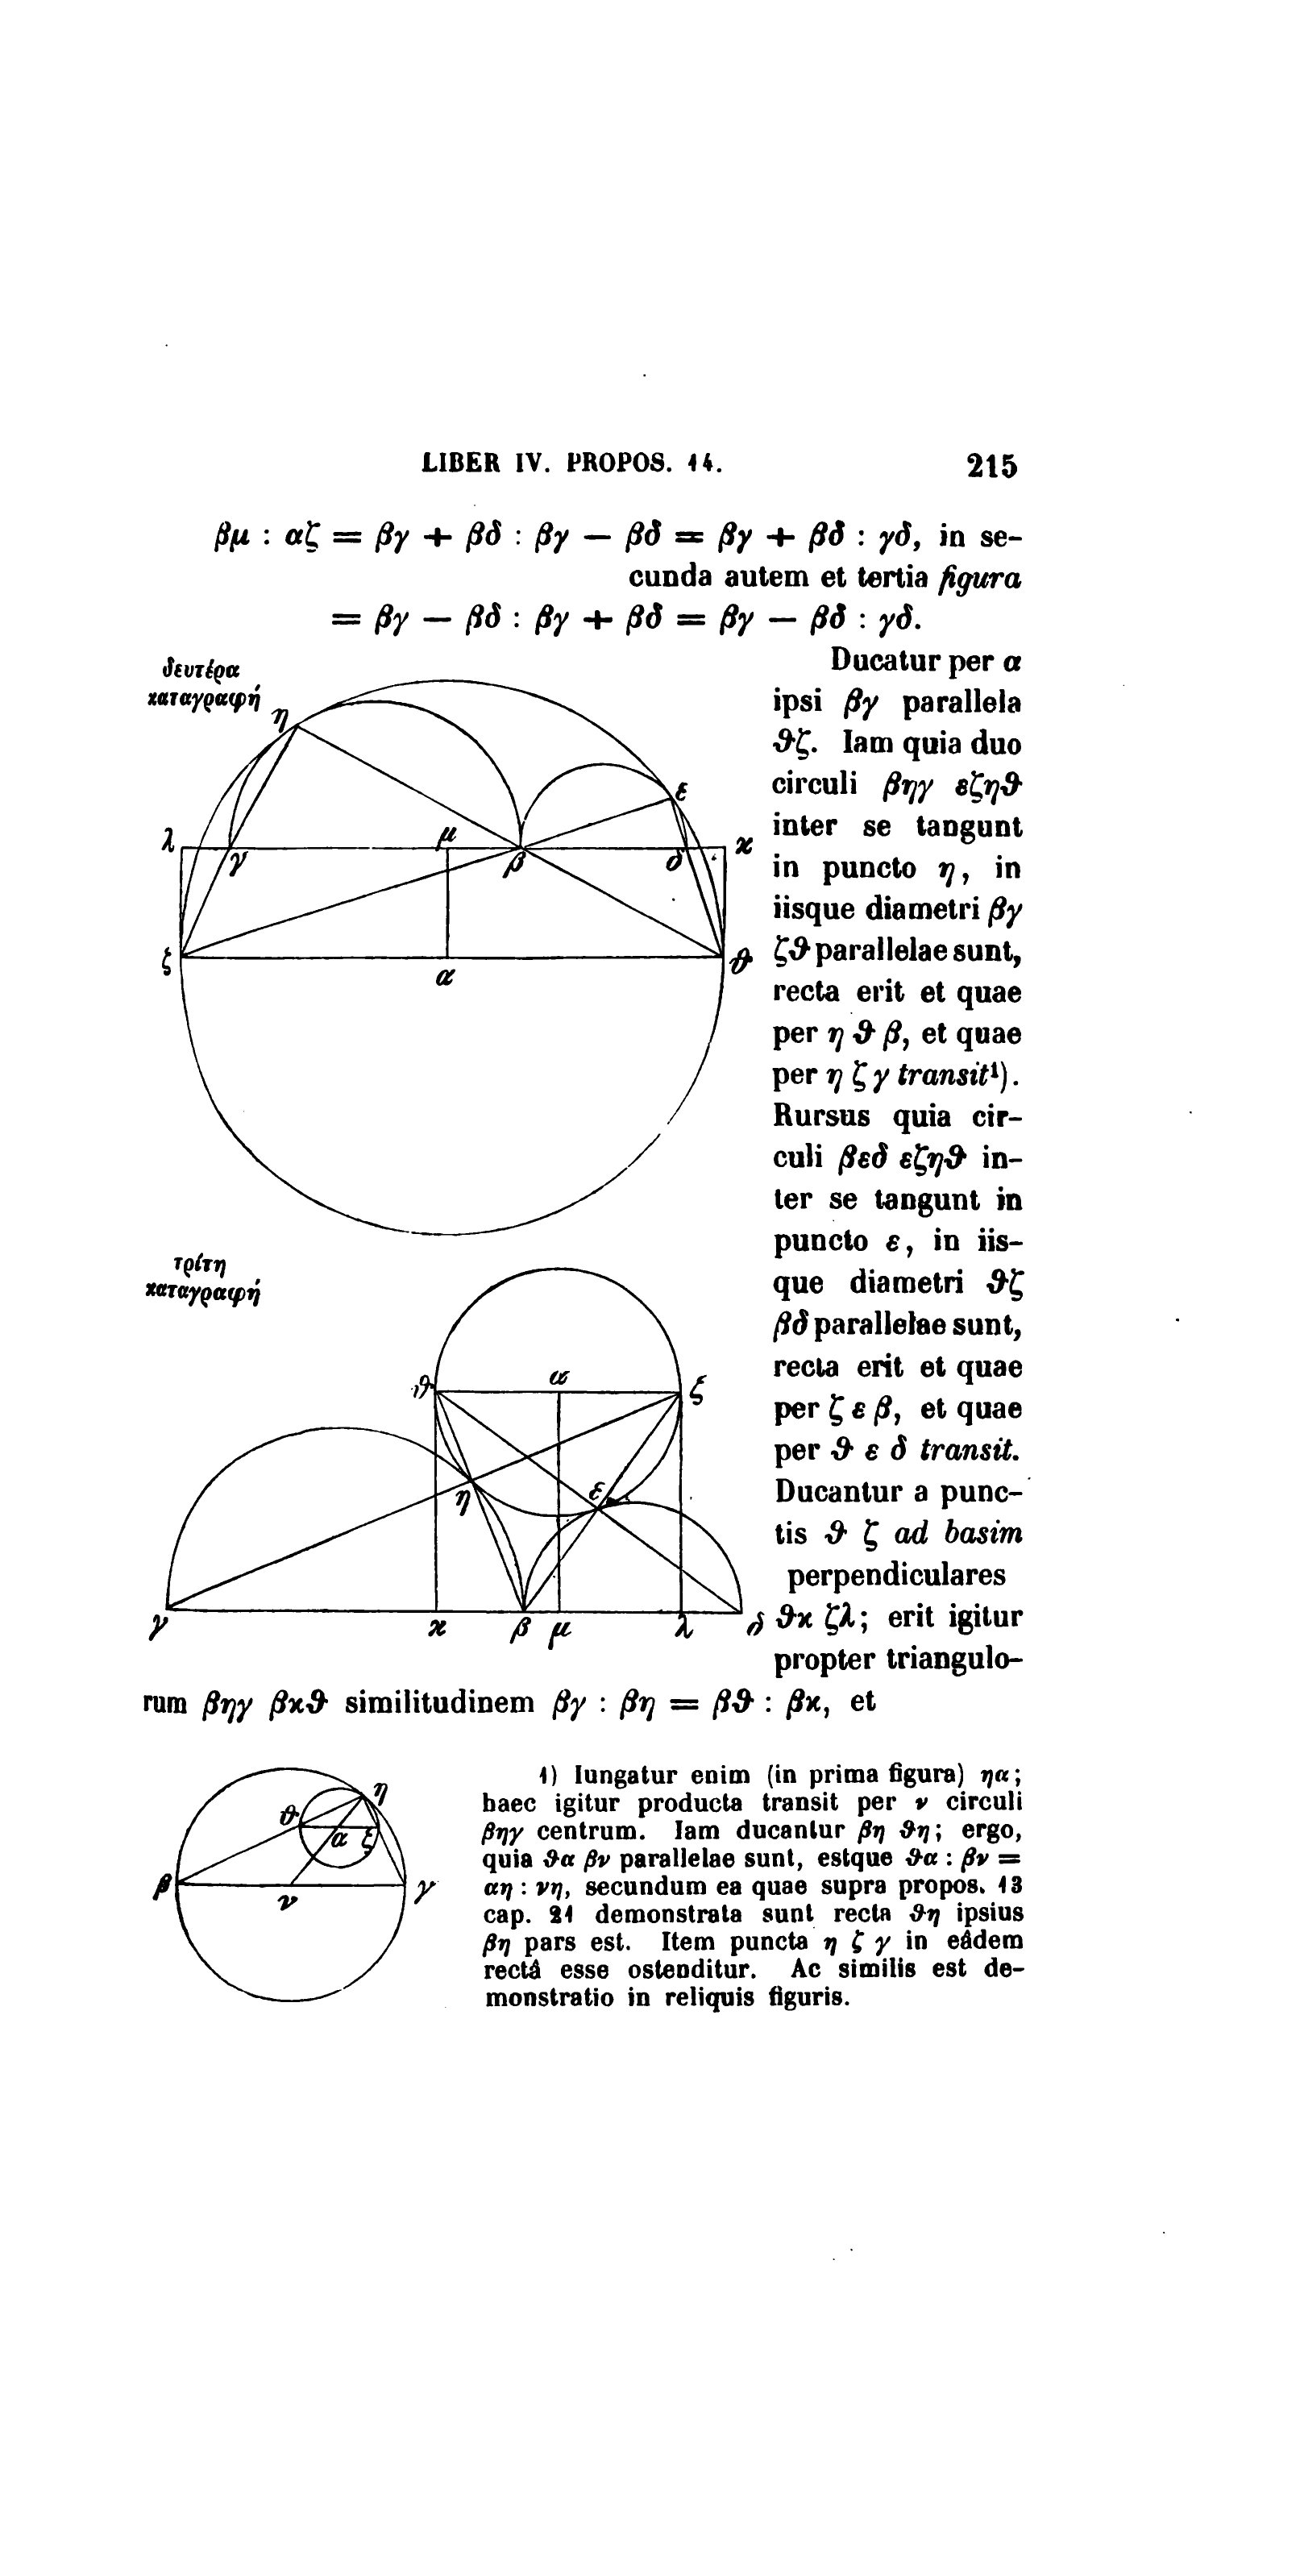 LIBER IV. PROPOS. 14. 215
βμ : αζ = βγ + βδ : βγ − βδ = βγ + βδ : γδ, in se-
cunda autem et tertia figura
= βγ − βδ : βγ + βδ = βγ − βδ : γδ.
δευτέρα
καταγραφή
η
ε
λ
γ
μ
β
δ
κ
ζ
α
ϑ
Ducatur per α
ipsi βγ parallela
ϑζ. Iam quia duo
circuli βηγ εζηϑ
inter se tangunt
in puncto η, in
iisque diametri βγ
ζϑ parallelae sunt,
recta erit et quae
per η ϑ β, et quae
per η ζ γ transit¹).
Rursus quia cir-
culi βεδ εζηϑ in-
ter se tangunt in
puncto ε, in iis-
que diametri ϑζ
βδ parallelae sunt,
recta erit et quae
per ζ ε β, et quae
per ϑ ε δ transit.
Ducantur a punc-
tis ϑ ζ ad basim
perpendiculares
ϑκ ζλ; erit igitur
propter triangulo-
τρίτη
καταγραφή
ϑ
α
ζ
η
ε
γ
κ
β
μ
λ
δ
rum βηγ βκϑ similitudinem βγ : βη = βϑ : βκ, et
η
ϑ
α
ξ
β
ν
γ
1) Iungatur enim (in prima figura) ηα;
haec igitur producta transit per ν circuli
βηγ centrum. Iam ducantur βη ϑη; ergo,
quia ϑα βν parallelae sunt, estque ϑα : βν =
αη : νη, secundum ea quae supra propos. 13
cap. 21 demonstrata sunt recta ϑη ipsius
βη pars est. Item puncta η ζ γ in eâdem
rectâ esse ostenditur. Ac similis est de-
monstratio in reliquis figuris.